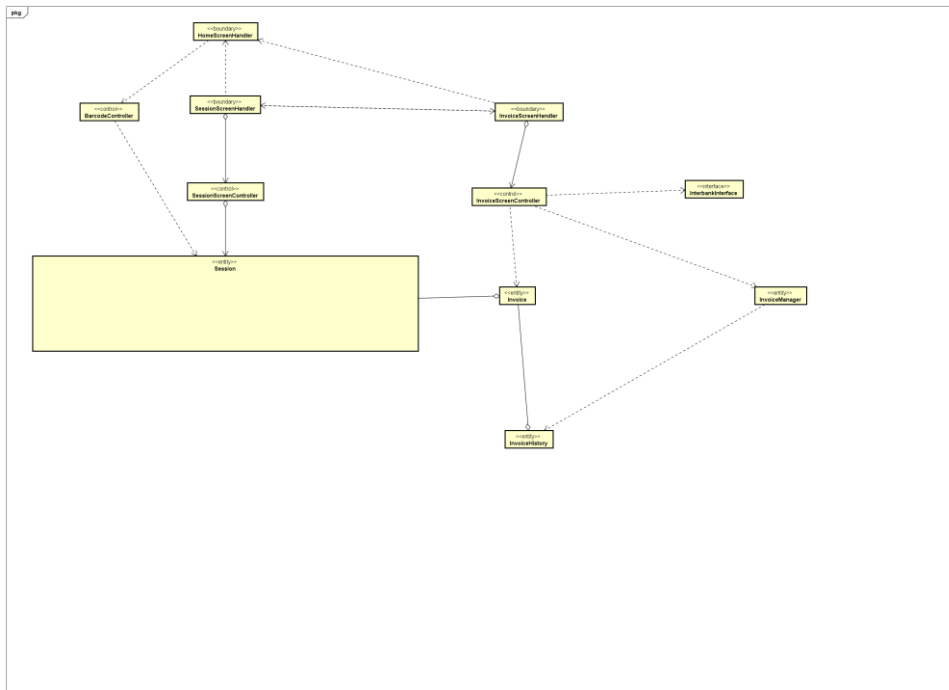 pkg
<<boundary>>
HomeScreenHandler
<<control>>
BarcodeController
<<boundary>>
SessionScreenHandler
<<boundary>>
InvoiceScreenHandler
<<control>>
SessionScreenController
<<control>>
InvoiceScreenController
<<interface>>
InterbankInterface
<<entity>>
Session
<<entity>>
Invoice
<<entity>>
InvoiceManager
<<entity>>
InvoiceHistory